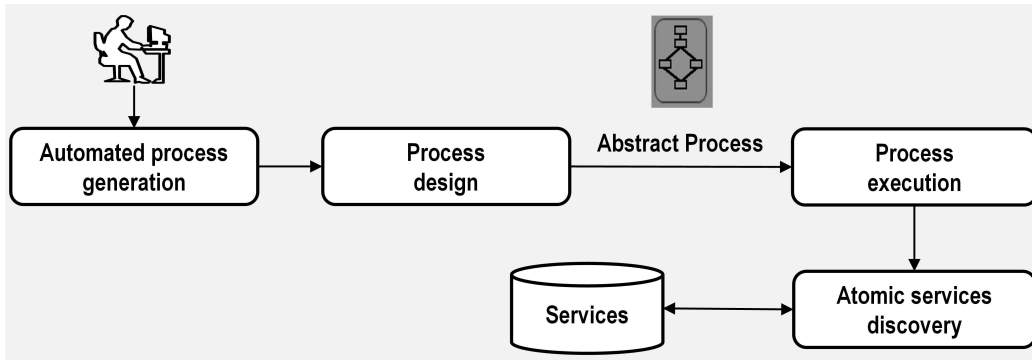 Automated process
generation
Process
design
Abstract Process
Process
execution
Services
Atomic services
discovery